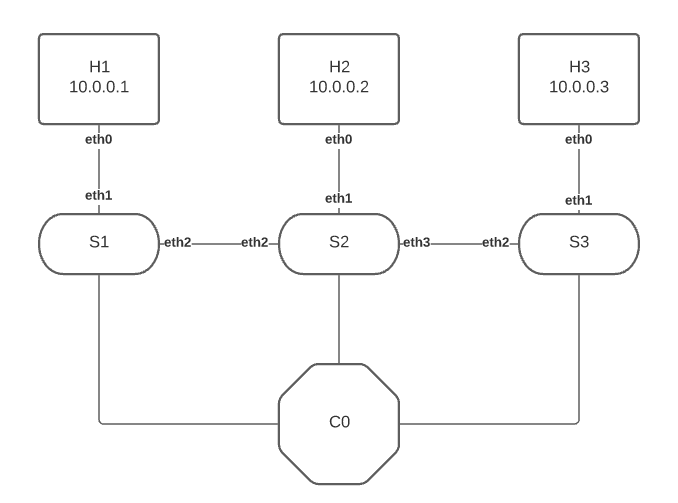 H1
10.0.0.1
H2
10.0.0.2
H3
10.0.0.3
eth0
eth0
eth0
eth1
eth1
eth1
S1
eth2
eth2
S2
eth3
eth2
S3
C0